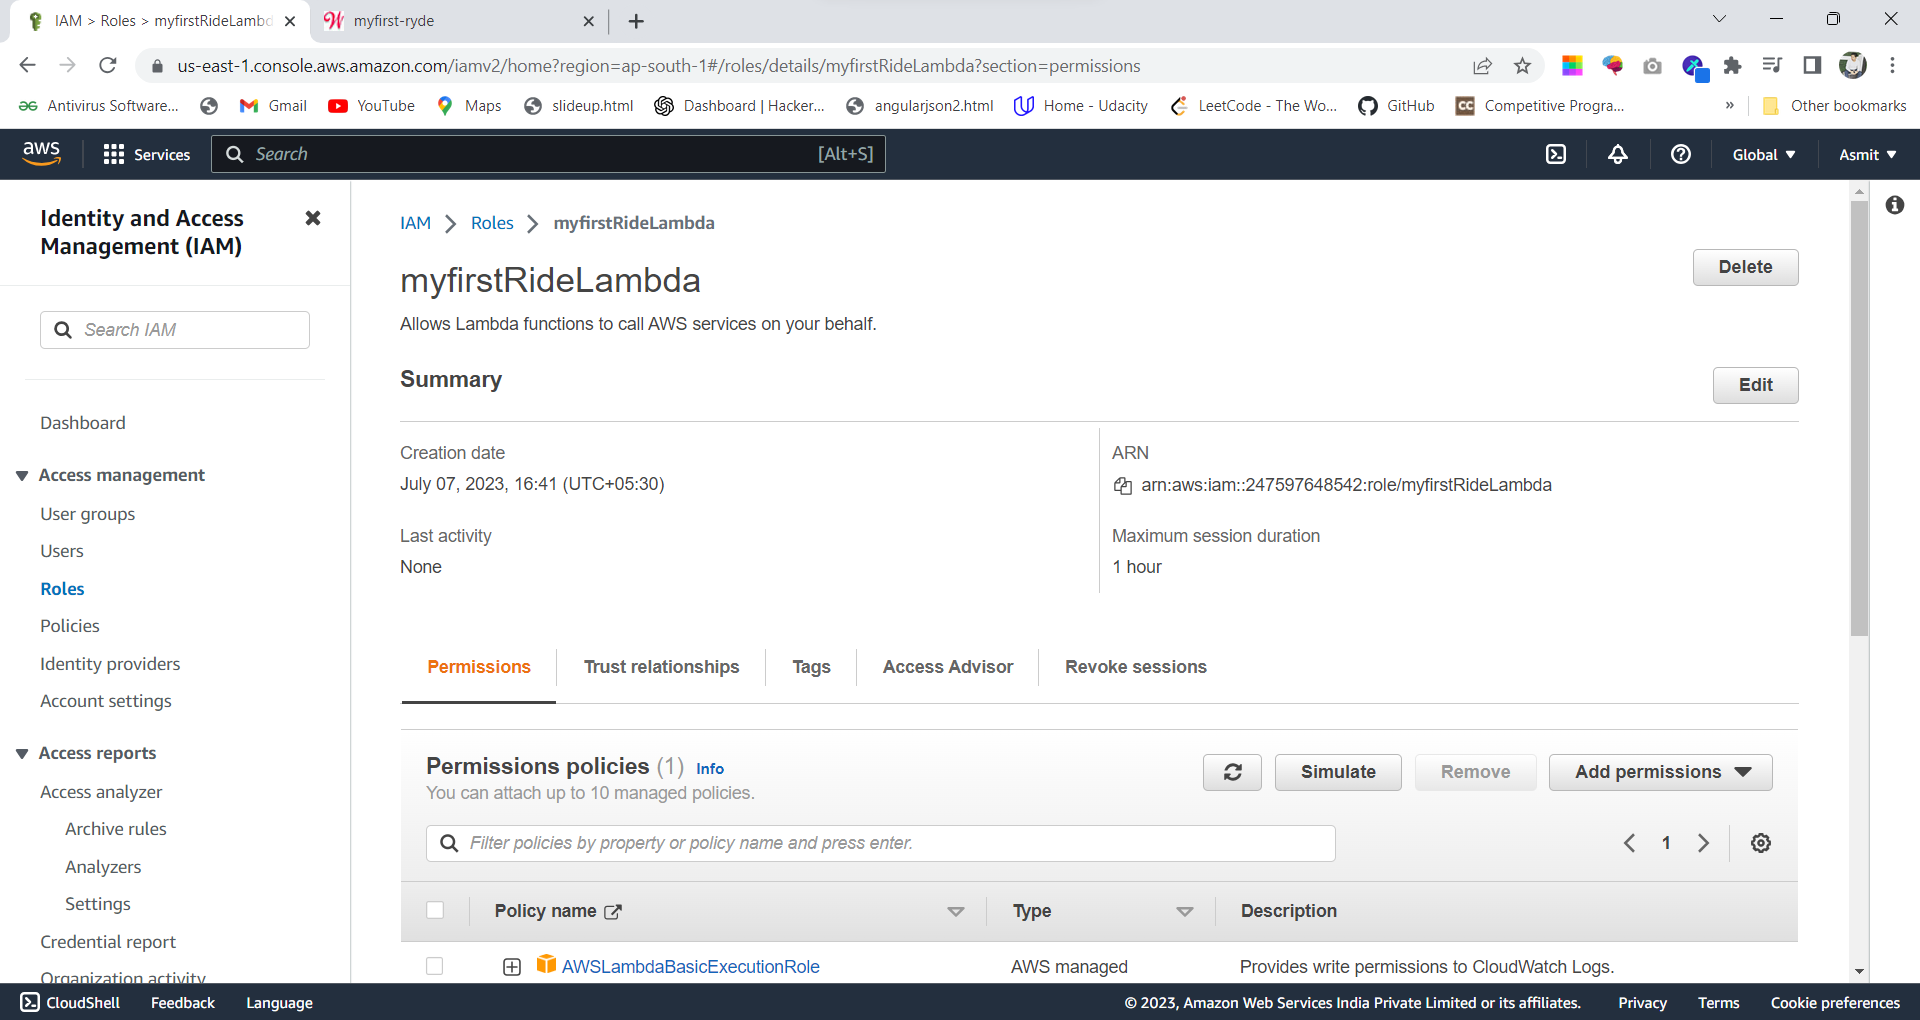 IAM > Roles > myfirstRideLambd
myfirst-ryde
us-east-1.console.aws.amazon.com/iamv2/home?region=ap-south-1#/roles/details/myfirstRideLambda?section=permissions
Antivirus Software...
Gmail
YouTube
Maps
slideup.html
Dashboard | Hacker...
angularjson2.html
Home - Udacity
LeetCode - The Wo...
GitHub
CC
Competitive Progra...
»
Other bookmarks
aws
Services
Search
[Alt+S]
Global
Asmit
Identity and Access
Management (IAM)
Search IAM
Dashboard
Access management
User groups
Users
Roles
Policies
Identity providers
Account settings
Access reports
Access analyzer
Archive rules
Analyzers
Settings
Credential report
Organization activity
IAM > Roles > myfirstRideLambda
myfirstRideLambda
Delete
Allows Lambda functions to call AWS services on your behalf.
Summary
Edit
Creation date
July 07, 2023, 16:41 (UTC+05:30)
ARN
arn:aws:iam::247597648542:role/myfirstRideLambda
Last activity
None
Maximum session duration
1 hour
Permissions
Trust relationships
Tags
Access Advisor
Revoke sessions
Permissions policies (1) Info
You can attach up to 10 managed policies.
Simulate
Remove
Add permissions
Filter policies by property or policy name and press enter.
1
Policy name
Type
Description
AWSLambdaBasicExecutionRole
AWS managed
Provides write permissions to CloudWatch Logs.
CloudShell
Feedback
Language
© 2023, Amazon Web Services India Private Limited or its affiliates.
Privacy
Terms
Cookie preferences